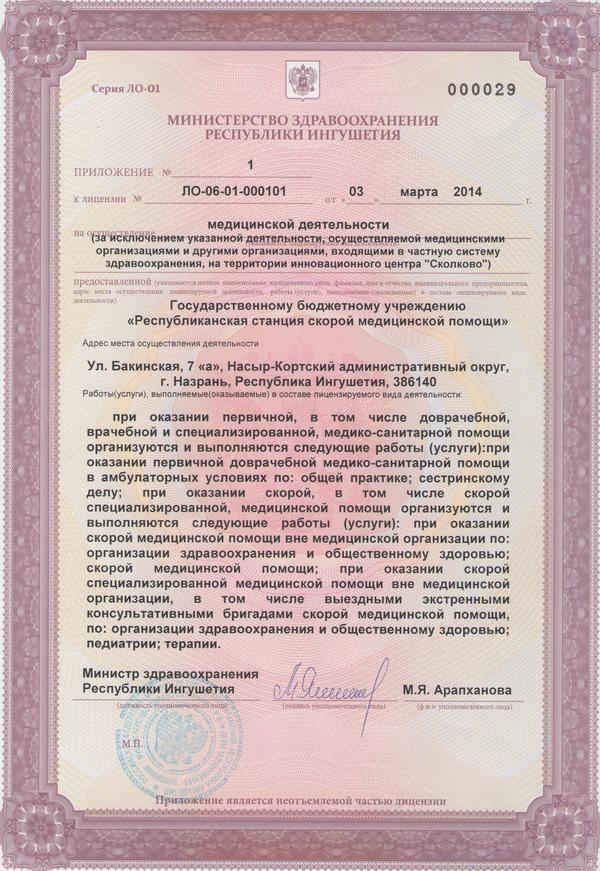 Серия ЛО-01
000029
МИНИСТЕРСТВО ЗДРАВООХРАНЕНИЯ
РЕСПУБЛИКИ ИНГУШЕТИЯ
ПРИЛОЖЕНИЕ № 1
к лицензии № ЛО-06-01-000101 от « 03 марта 2014 г.
на осуществление медицинской деятельности
(за исключением указанной деятельности, осуществляемой медицинскими
организациями и другими организациями, входящими в частную систему
здравоохранения, на территории инновационного центра "Сколково")
предоставленной (указываются полное наименование юридического лица, фамилия, имя и отчество индивидуального предпринимателя,
адрес места осуществления лицензируемой деятельности, работы (услуги), выполняемые (оказываемые) в составе лицензируемого вида
деятельности)
Государственному бюджетному учреждению
«Республиканская станция скорой медицинской помощи»
Адрес места осуществления деятельности
Ул. Бакинская, 7 «а», Насыр-Кортский административный округ,
г. Назрань, Республика Ингушетия, 386140
Работы(услуги), выполняемые(оказываемые) в составе лицензируемого вида деятельности:
при оказании первичной, в том числе доврачебной,
врачебной и специализированной, медико-санитарной помощи
организуются и выполняются следующие работы (услуги):при
оказании первичной доврачебной медико-санитарной помощи
в амбулаторных условиях по: общей практике; сестринскому
делу; при оказании скорой, в том числе скорой
специализированной, медицинской помощи организуются и
выполняются следующие работы (услуги): при оказании
скорой медицинской помощи вне медицинской организации по:
организации здравоохранения и общественному здоровью;
скорой медицинской помощи; при оказании скорой
специализированной медицинской помощи вне медицинской
организации, в том числе выездными экстренными
консультативными бригадами скорой медицинской помощи,
по: организации здравоохранения и общественному здоровью;
педиатрии; терапии.
Министр здравоохранения
Республики Ингушетия
М.Я. Арапханова
(должность уполномоченного лица)
(подпись уполномоченного лица)
(ф.и.о. уполномоченного лица)
М.П.
Приложение является неотъемлемой частью лицензии